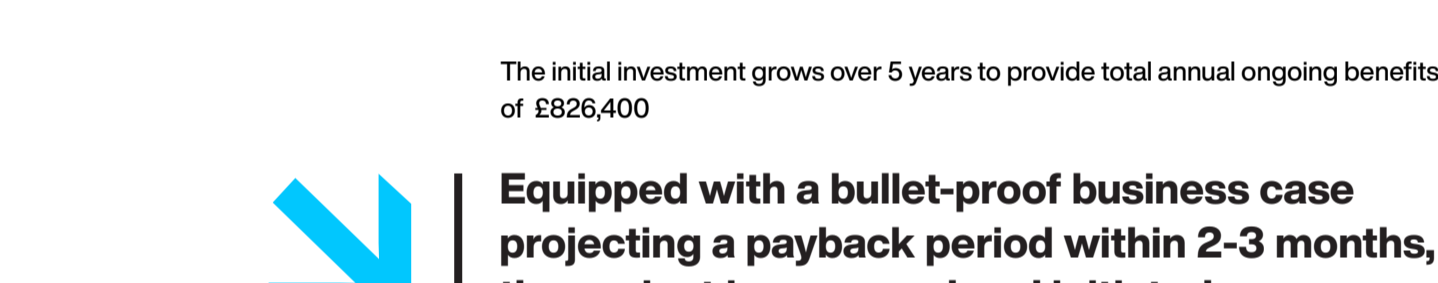 The initial investment grows over 5 years to provide total annual ongoing benefits
of £826,400
Equipped with a bullet-proof business case
projecting a payback period within 2-3 months,